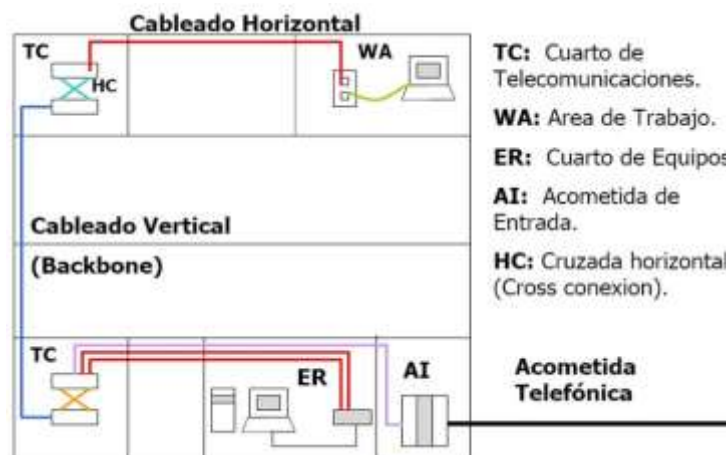 Cableado Horizontal
TC
HC
WA
TC: Cuarto de
Telecomunicaciones.
WA: Area de Trabajo.
ER: Cuarto de Equipos
AI: Acometida de
Entrada.
HC: Cruzada horizontal
(Cross conexion).
Cableado Vertical
(Backbone)
TC
ER
AI
Acometida
Telefónica